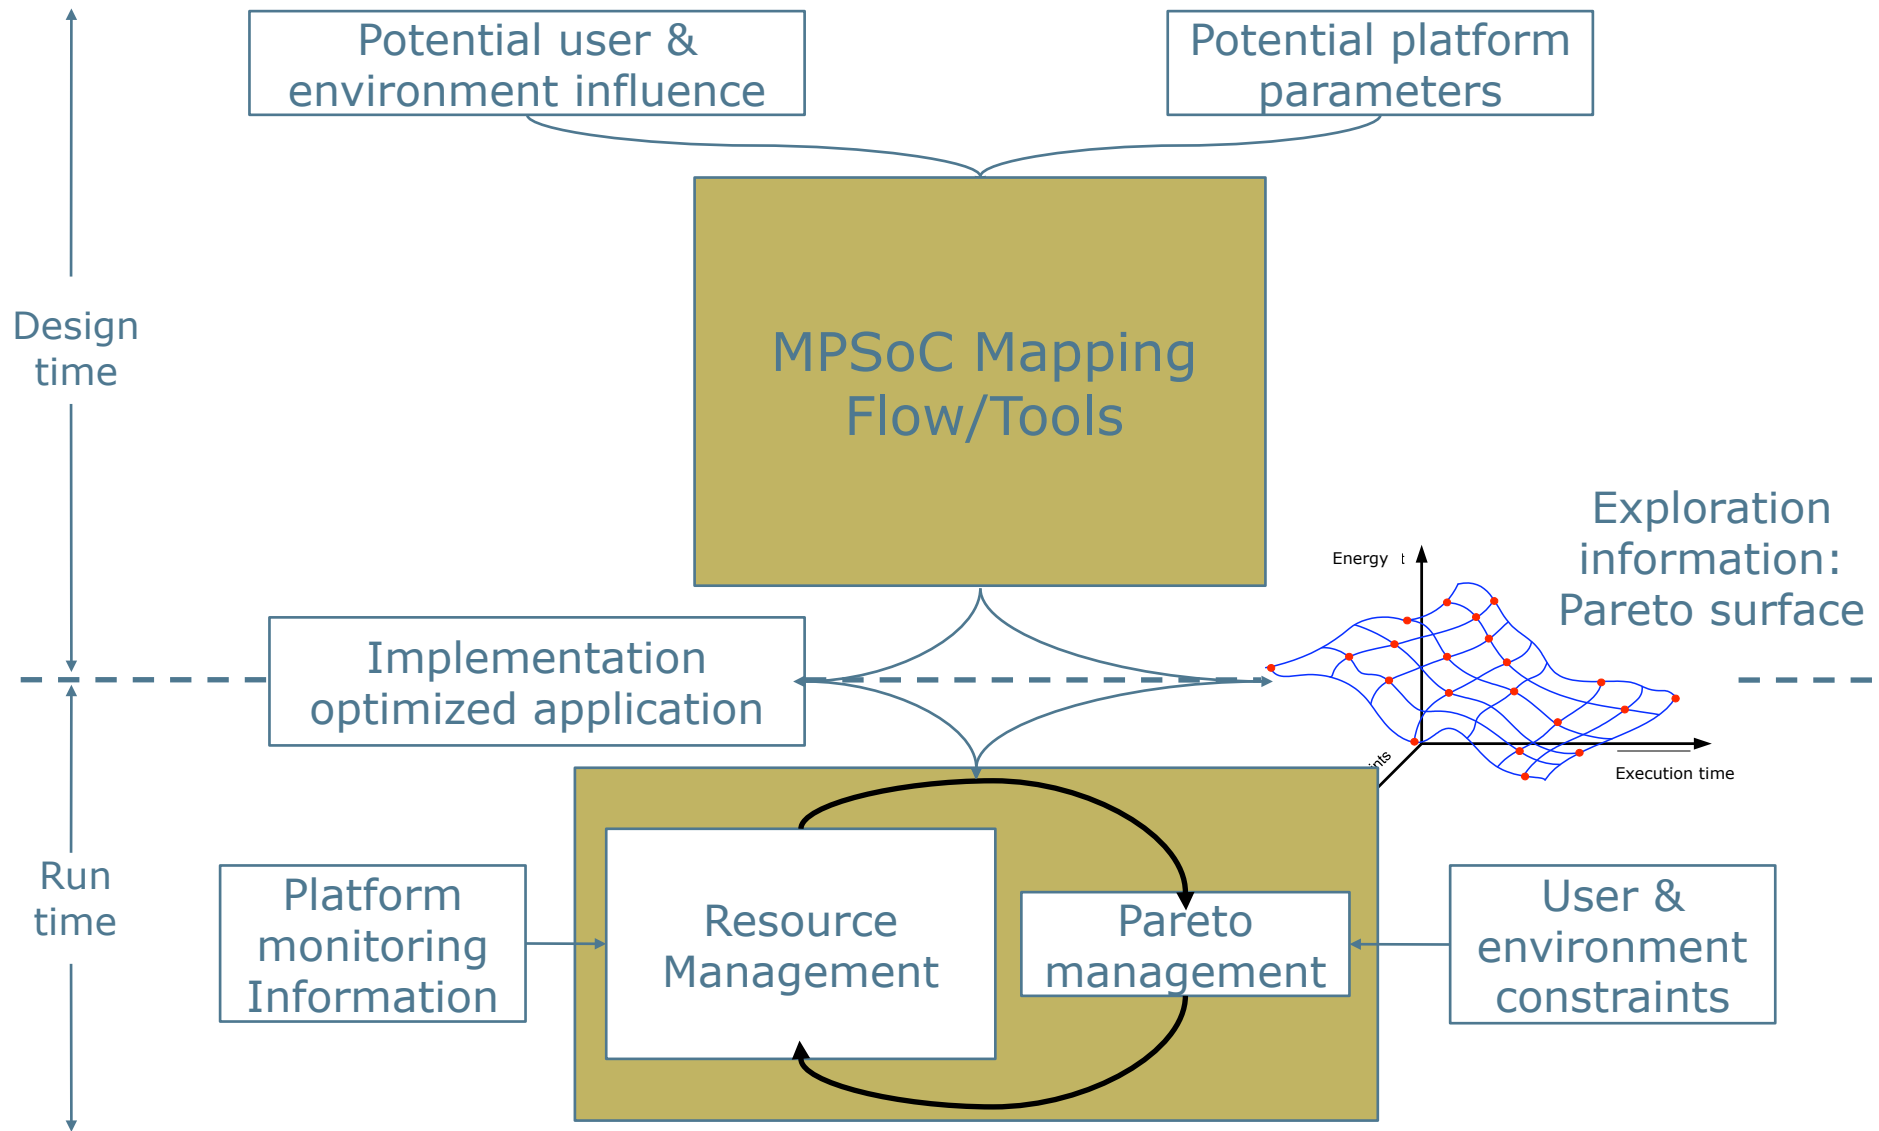 Potential user &
environment influence
Potential platform
parameters
Design
time
MPSoC Mapping
Flow/Tools
Exploration
information:
Pareto surface
Energy
Implementation
optimized application
Execution time
Run
time
Platform
monitoring
Information
Resource
Management
Pareto
management
User &
environment
constraints